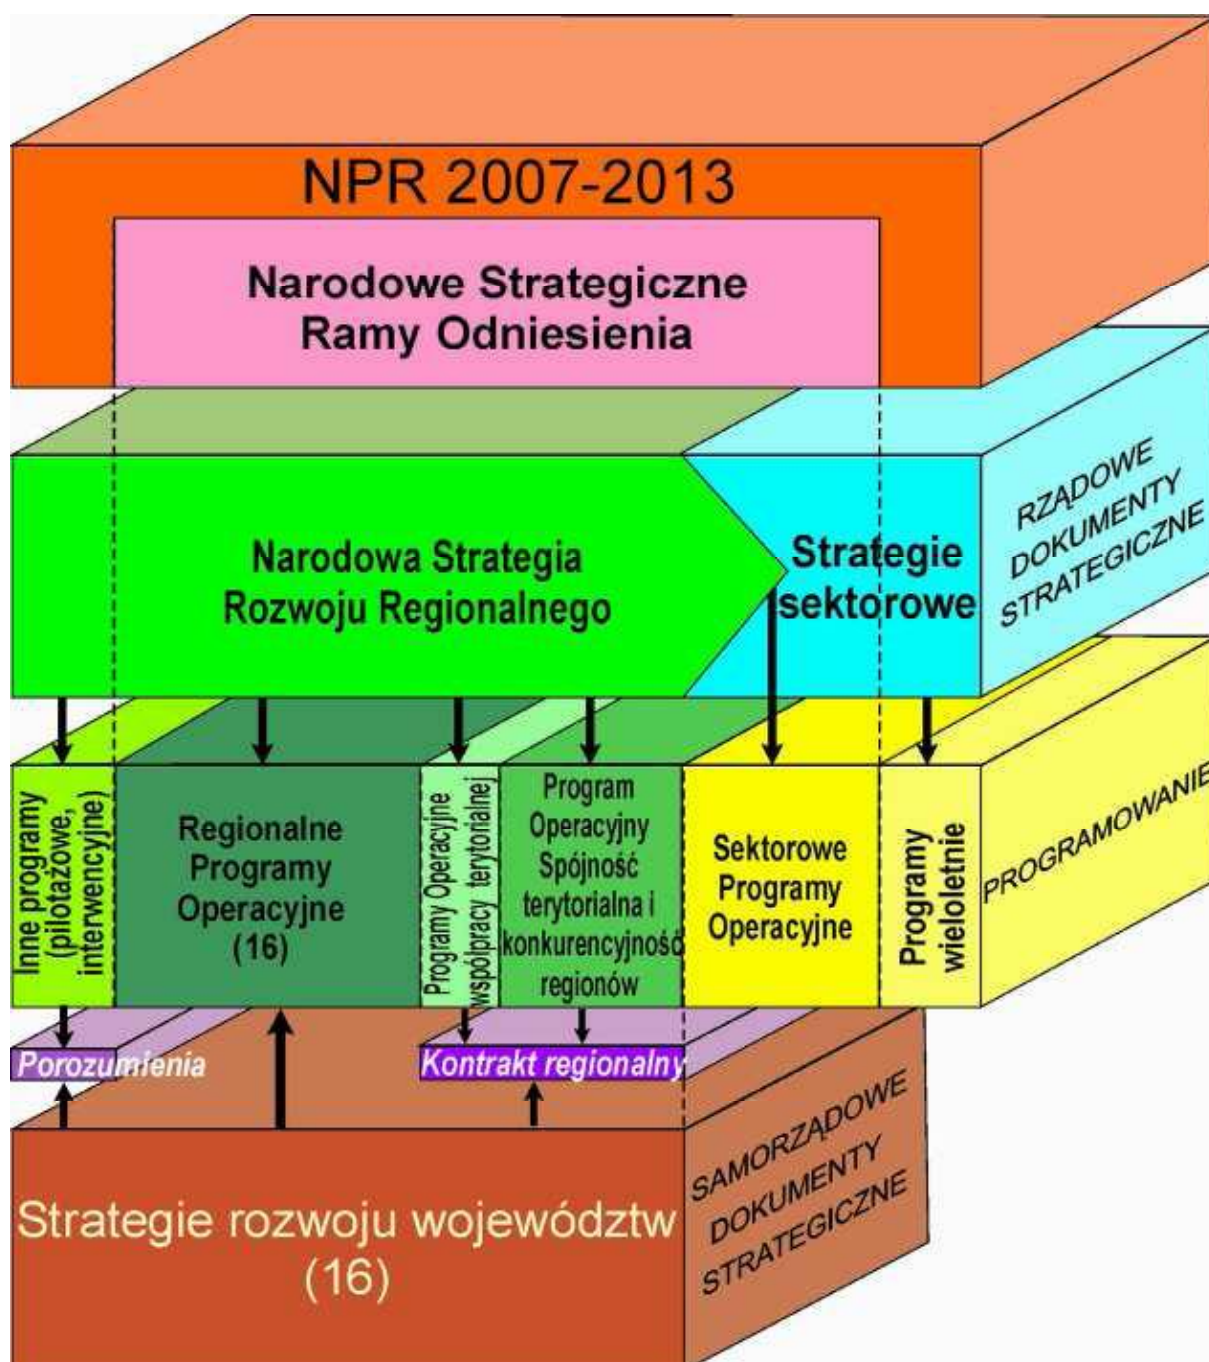 NPR 2007-2013
Narodowe Strategiczne
Ramy Odniesienia
Narodowa Strategia
Rozwoju Regionalnego
Strategie
sektorowe
RZĄDOWE
DOKUMENTY
STRATEGICZNE
Inne programy
(pilotażowe,
interwencyjne)
Regionalne
Programy
Operacyjne
(16)
Programy Operacyjne
współpracy terytorialnej
Program
Operacyjny
Spójność
terytorialna i
konkurencyjność
regionów
Sektorowe
Programy
Operacyjne
Programy
wieloletnie
PROGRAMOWANIE
Porozumienia
Kontrakt regionalny
Strategie rozwoju województw
(16)
SAMORZĄDOWE
DOKUMENTY
STRATEGICZNE